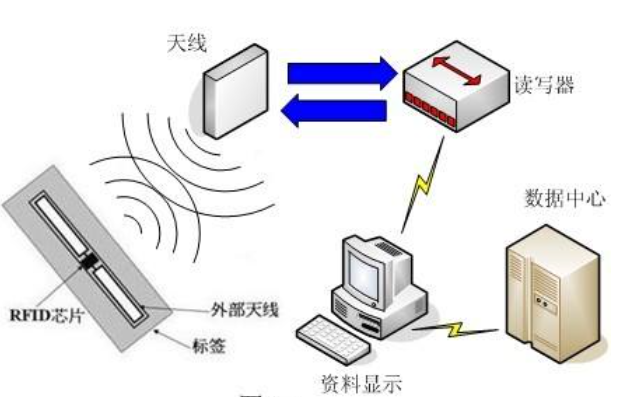 天线
读写器
数据中心
RFID芯片
外部天线
标签
资料显示